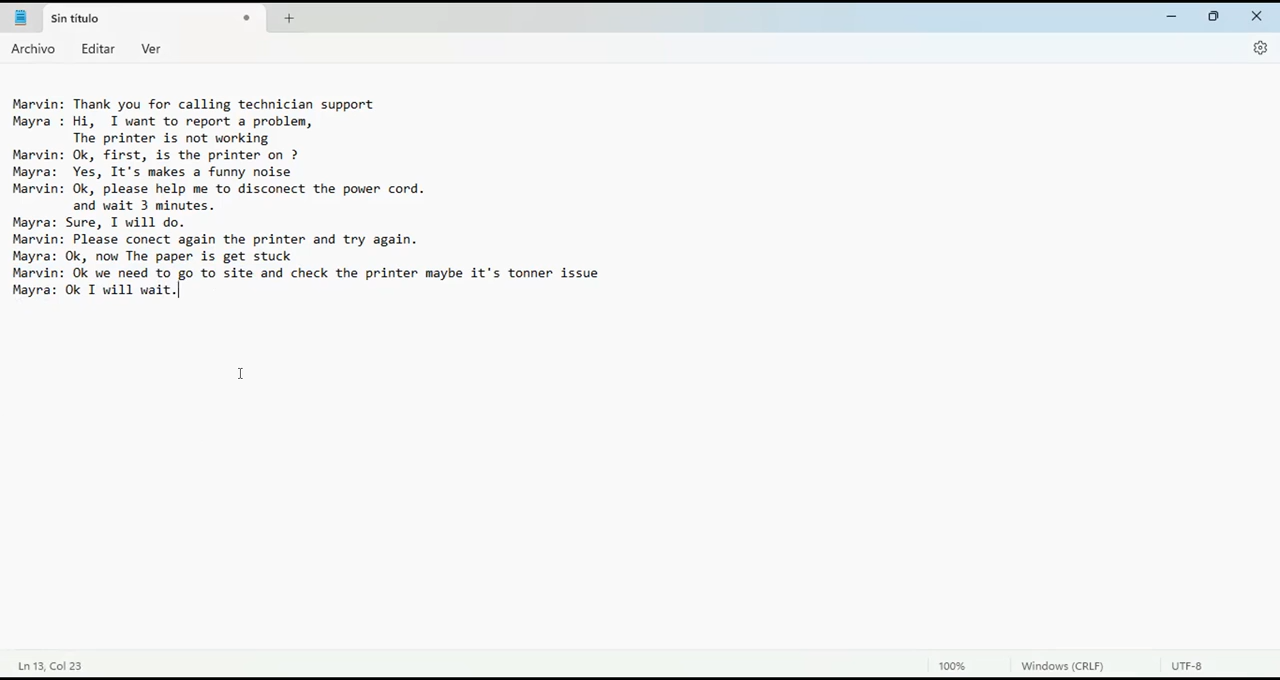 Sin título
Archivo Editar Ver
Marvin: Thank you for calling technician support
Mayra : Hi,  I want to report a problem,
The printer is not working
Marvin: Ok, first, is the printer on ?
Mayra:  Yes, It's makes a funny noise
Marvin: Ok, please help me to disconect the power cord.
and wait 3 minutes.
Mayra: Sure, I will do.
Marvin: Please conect again the printer and try again.
Mayra: Ok, now The paper is get stuck
Marvin: Ok we need to go to site and check the printer maybe it's tonner issue
Mayra: Ok I will wait.
Ln 13, Col 23 100% Windows (CRLF) UTF-8